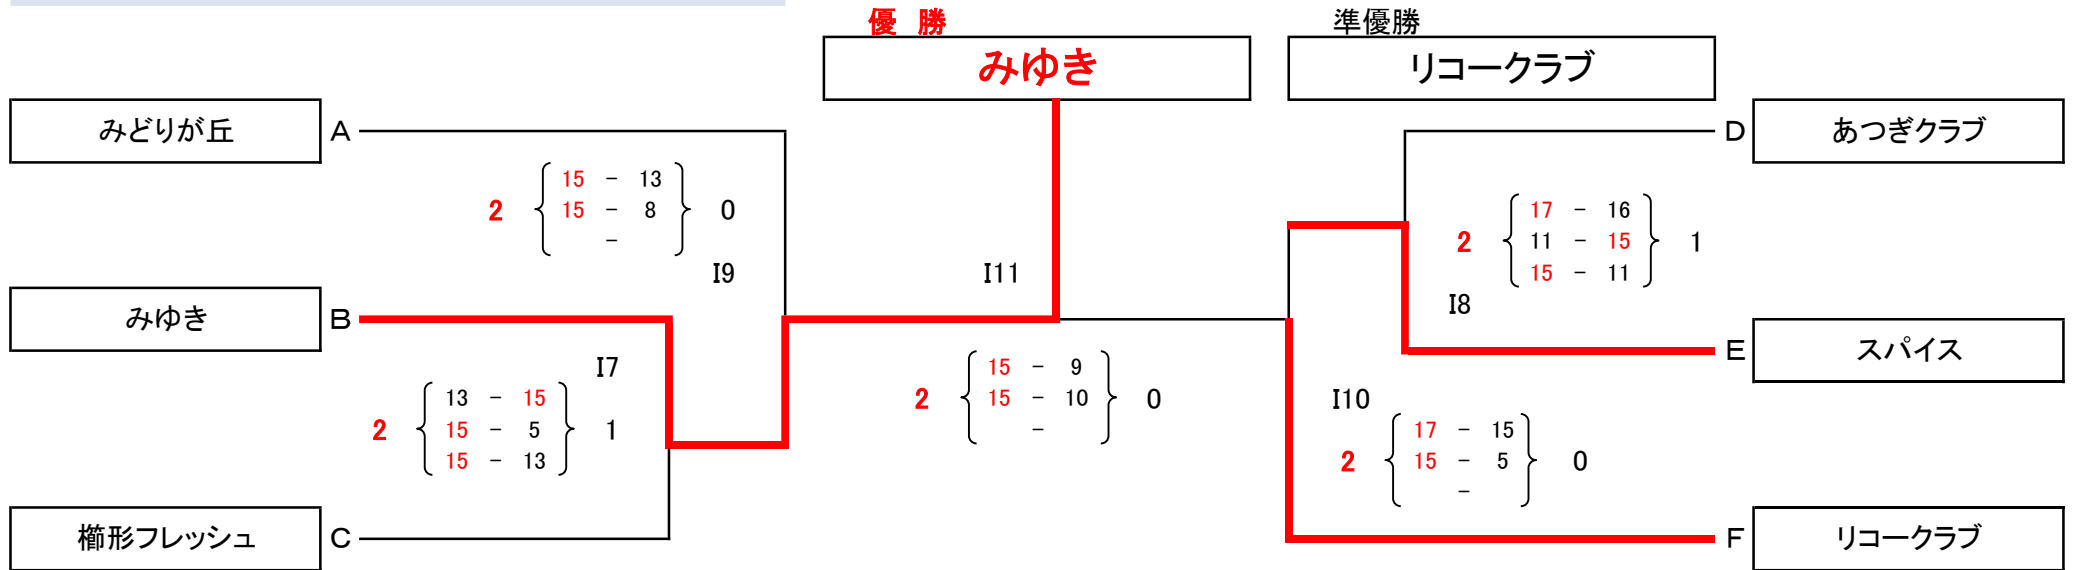 優 勝
準優勝
みゆき
リコークラブ
みどりが丘 A
D あつぎクラブ
15 - 13
2 15 - 8 0
-
I9
17 - 16
2 11 - 15 1
15 - 11
I8
I11
みゆき B
E スパイス
I7
13 - 15
2 15 - 5 1
15 - 13
15 - 9
2 15 - 10 0
-
I10
17 - 15
2 15 - 5 0
-
櫛形フレッシュ C
F リコークラブ